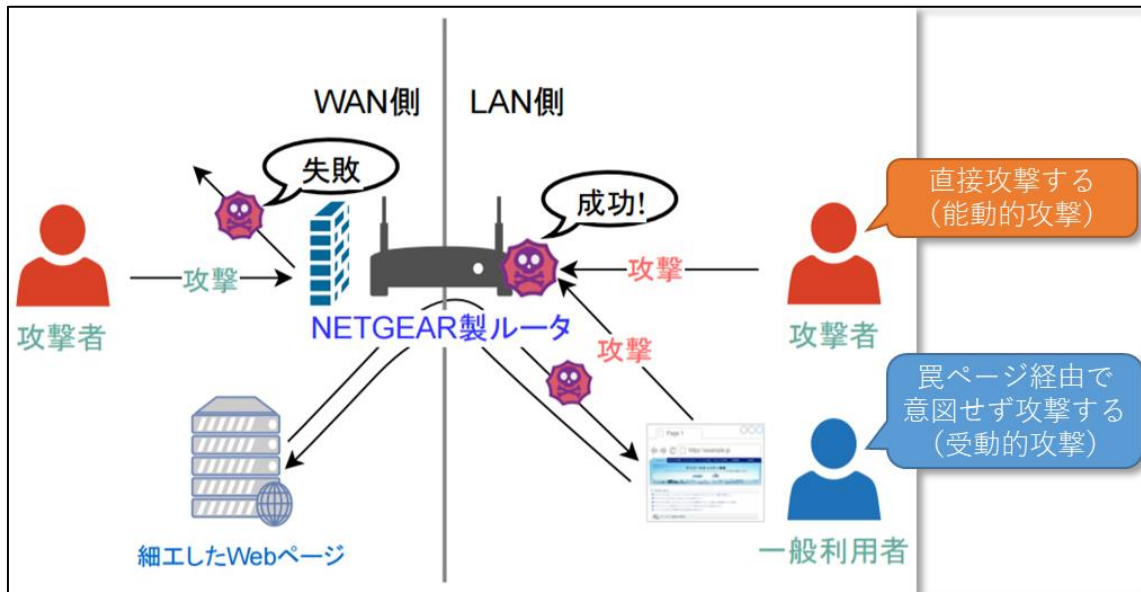 WAN側
LAN側
失敗
成功!
直接攻撃する
(能動的攻撃)
攻撃
攻撃
攻撃者
NETGEAR製ルータ
攻撃
攻撃者
罠ページ経由で
意図せず攻撃する
(受動的攻撃)
Page 1
細工したWebページ
一般利用者